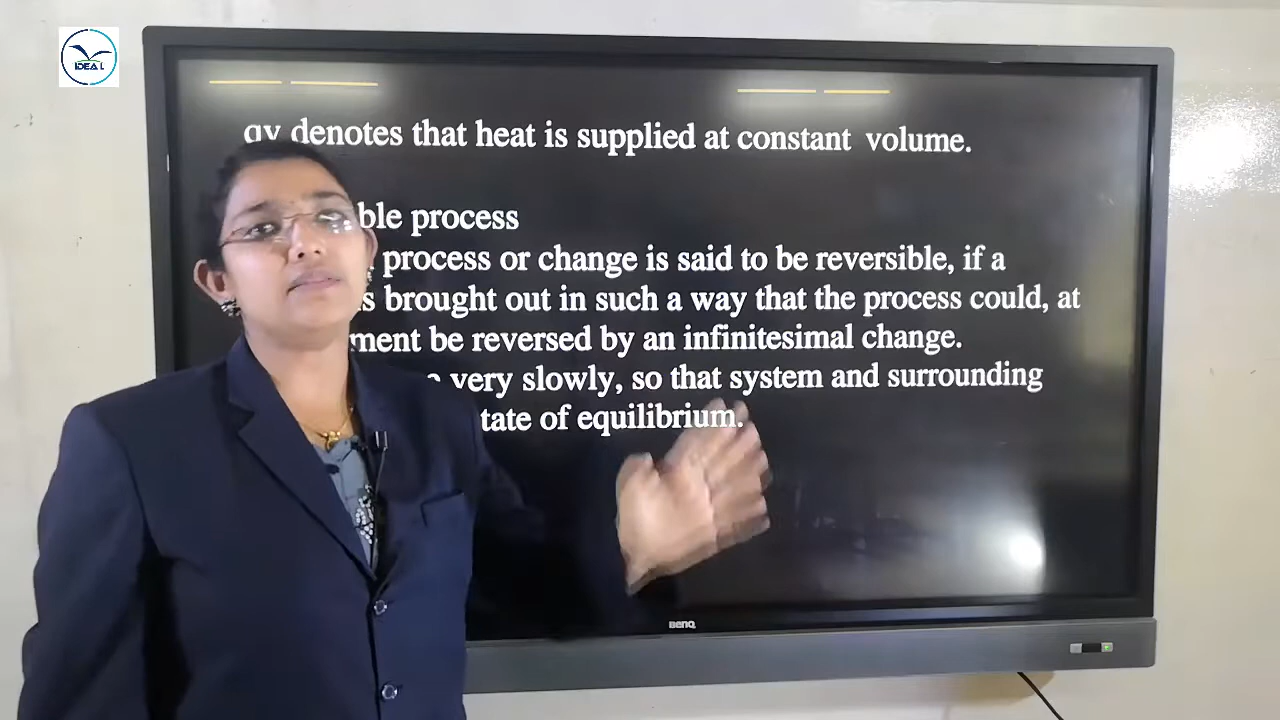 IDEAL
qv denotes that heat is supplied at constant volume.
ble process
process or change is said to be reversible, if a
s brought out in such a way that the process could, at
ment be reversed by an infinitesimal change.
very slowly, so that system and surrounding
tate of equilibrium.
BenQ